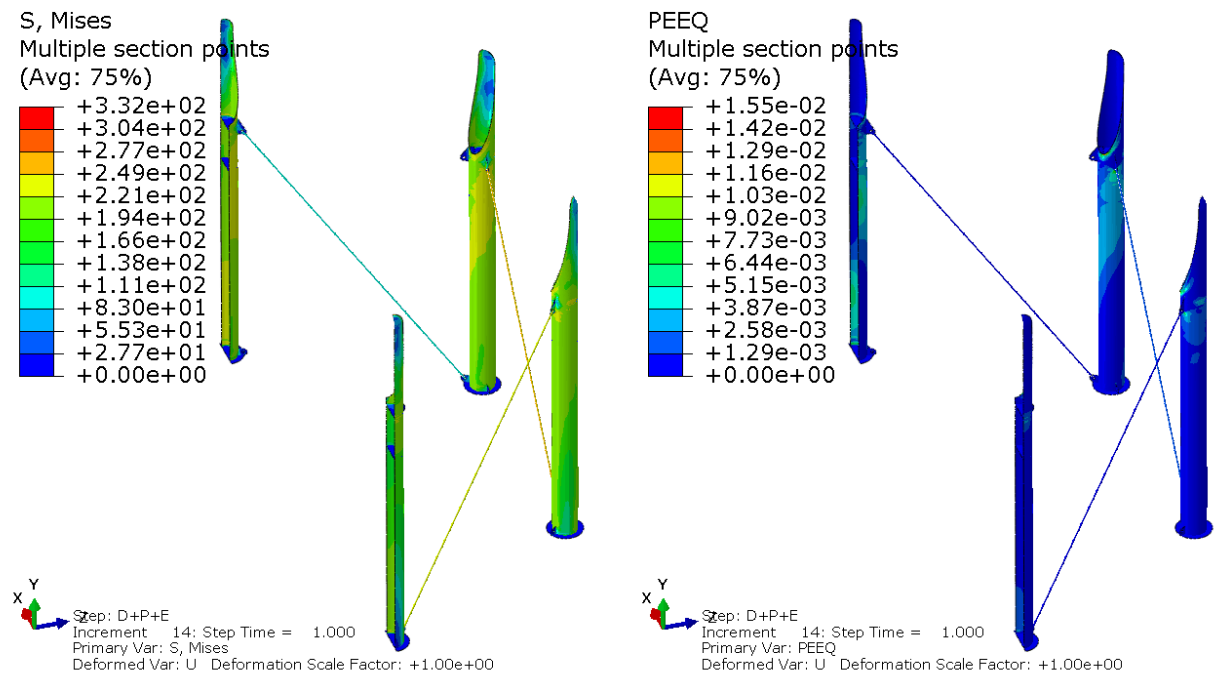 S, Mises
Multiple section points
(Avg: 75%)
+3.32e+02
+3.04e+02
+2.77e+02
+2.49e+02
+2.21e+02
+1.94e+02
+1.66e+02
+1.38e+02
+1.11e+02
+8.30e+01
+5.53e+01
+2.77e+01
+0.00e+00
Y
X
Z
Step: D+P+E
Increment 14: Step Time = 1.000
Primary Var: S, Mises
Deformed Var: U Deformation Scale Factor: +1.00e+00
PEEQ
Multiple section points
(Avg: 75%)
+1.55e-02
+1.42e-02
+1.29e-02
+1.16e-02
+1.03e-02
+9.02e-03
+7.73e-03
+6.44e-03
+5.15e-03
+3.87e-03
+2.58e-03
+1.29e-03
+0.00e+00
Y
X
Z
Step: D+P+E
Increment 14: Step Time = 1.000
Primary Var: PEEQ
Deformed Var: U Deformation Scale Factor: +1.00e+00